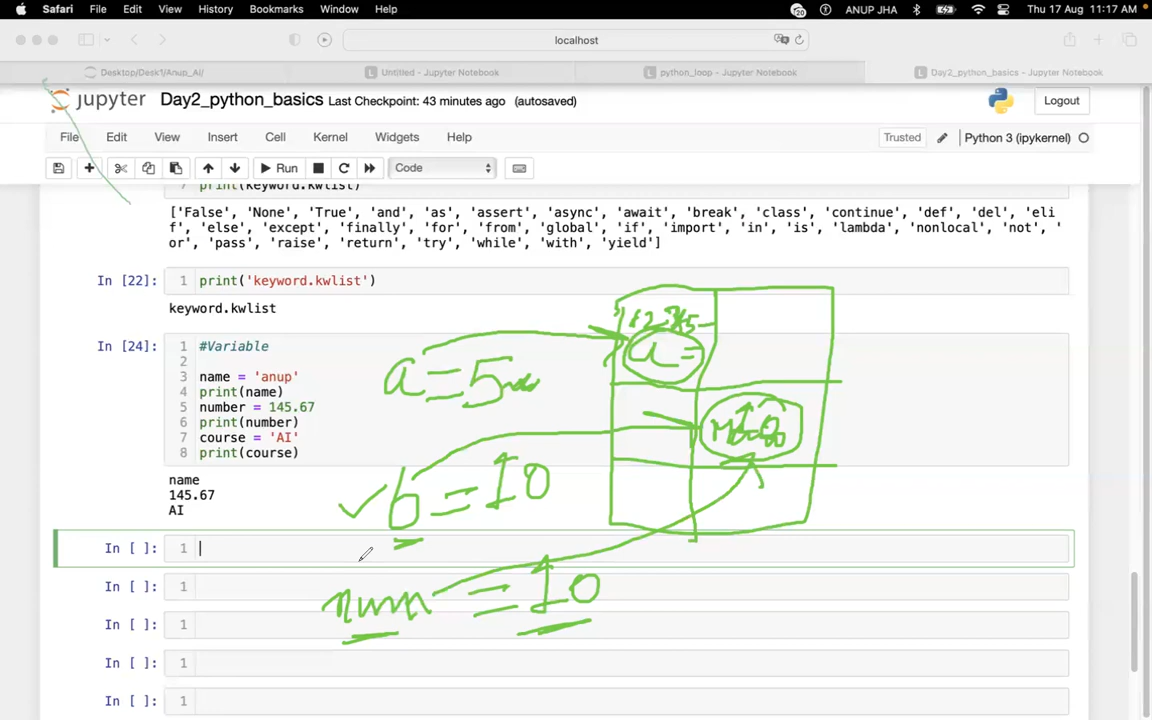 Safari File Edit View History Bookmarks Window Help 20 ANUP JHA Thu 17 Aug 11:17 AM
localhost
Desktop/Desk1/Anup_AI/ Untitled - Jupyter Notebook python_loop - Jupyter Notebook Day2_python_basics - Jupyter Notebook
jupyter Day2_python_basics Last Checkpoint: 43 minutes ago (autosaved) Logout
File Edit View Insert Cell Kernel Widgets Help Trusted Python 3 (ipykernel)
Run Code
7 print(keyword.kwlist)
['False', 'None', 'True', 'and', 'as', 'assert', 'async', 'await', 'break', 'class', 'continue', 'def', 'del', 'eli
f', 'else', 'except', 'finally', 'for', 'from', 'global', 'if', 'import', 'in', 'is', 'lambda', 'nonlocal', 'not', '
or', 'pass', 'raise', 'return', 'try', 'while', 'with', 'yield']
In [22]: 1 print('keyword.kwlist')
keyword.kwlist
In [24]: 1 #Variable
2
3 name = 'anup'
4 print(name)
5 number = 145.67
6 print(number)
7 course = 'AI'
8 print(course)
a =
a = 5
name
145.67
AI
b = 10
In [ ]: 1
In [ ]: 1
num = 10
In [ ]: 1
In [ ]: 1
In [ ]: 1